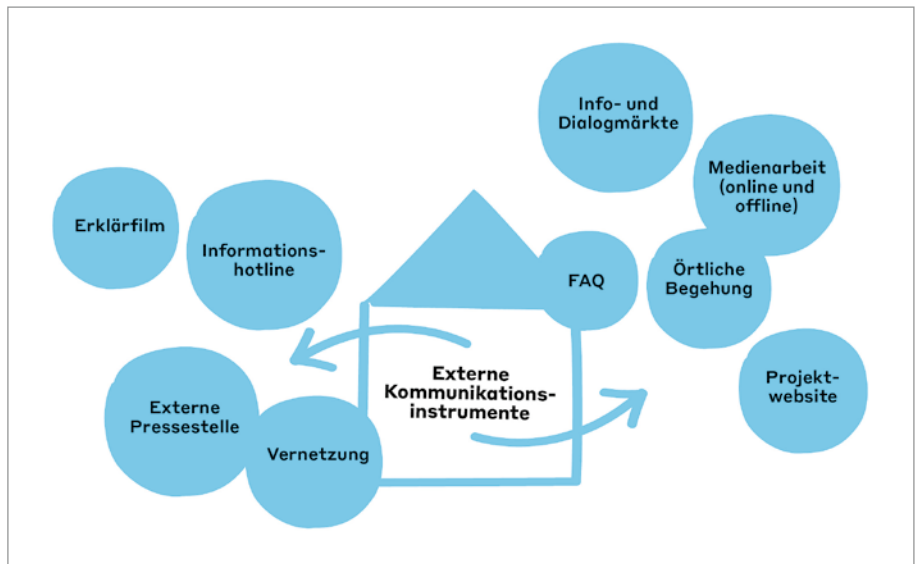 Info- und
Dialogmärkte
Medienarbeit
(online und
offline)
Erklärfilm
Informations-
hotline
FAQ
Örtliche
Begehung
Externe
Kommunikations-
instrumente
Projekt-
website
Externe
Pressestelle
Vernetzung